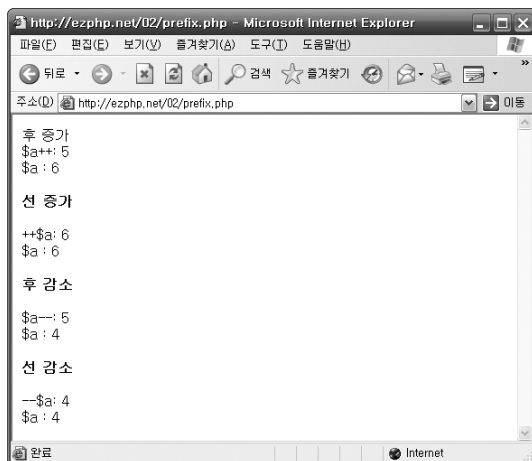 http://ezphp.net/02/prefix.php - Microsoft Internet Explorer
파일(F) 편집(E) 보기(V) 즐겨찾기(A) 도구(T) 도움말(H)
뒤로 검색 즐겨찾기 »
주소(D) http://ezphp.net/02/prefix.php 이동
후 증가
$a++: 5
$a : 6
선 증가
++$a: 6
$a : 6
후 감소
$a--: 5
$a : 4
선 감소
--$a: 4
$a : 4
완료 Internet